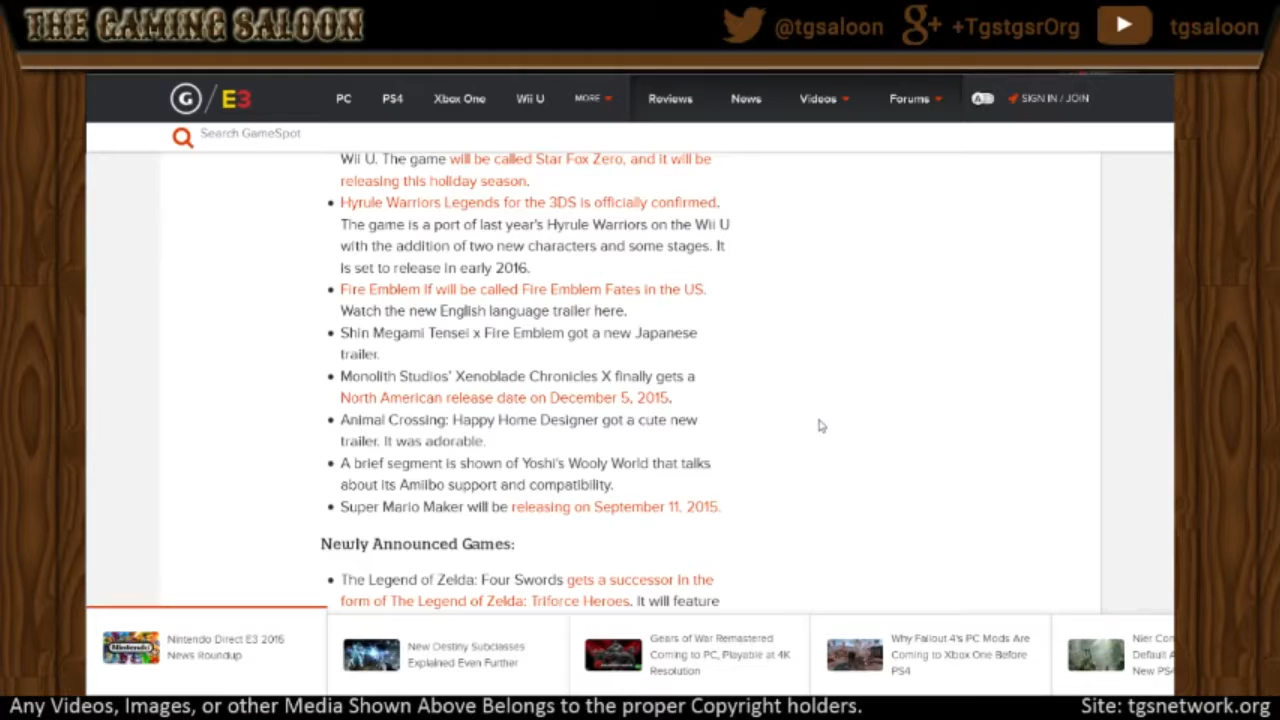 THE GAMING SALOON
@tgsaloon
+TgstgsrOrg
tgsaloon
G / E3
PC
PS4
Xbox One
Wii U
MORE
Reviews
News
Videos
Forums
SIGN IN / JOIN
Search GameSpot
Wii U. The game will be called Star Fox Zero, and it will be
releasing this holiday season.
Hyrule Warriors Legends for the 3DS is officially confirmed.
The game is a port of last year's Hyrule Warriors on the Wii U
with the addition of two new characters and some stages. It
is set to release in early 2016.
Fire Emblem If will be called Fire Emblem Fates in the US.
Watch the new English language trailer here.
Shin Megami Tensei x Fire Emblem got a new Japanese
trailer.
Monolith Studios' Xenoblade Chronicles X finally gets a
North American release date on December 5, 2015.
Animal Crossing: Happy Home Designer got a cute new
trailer. It was adorable.
A brief segment is shown of Yoshi's Wooly World that talks
about its Amiibo support and compatibility.
Super Mario Maker will be releasing on September 11, 2015.
Newly Announced Games:
The Legend of Zelda: Four Swords gets a successor in the
form of The Legend of Zelda: Triforce Heroes. It will feature
Nintendo Direct E3 2015
News Roundup
New Destiny Subclasses
Explained Even Further
Gears of War Remastered
Coming to PC, Playable at 4K
Resolution
Why Fallout 4's PC Mods Are
Coming to Xbox One Before
PS4
Nier Con
Default A
New PS4
Any Videos, Images, or other Media Shown Above Belongs to the proper Copyright holders.
Site: tgsnetwork.org